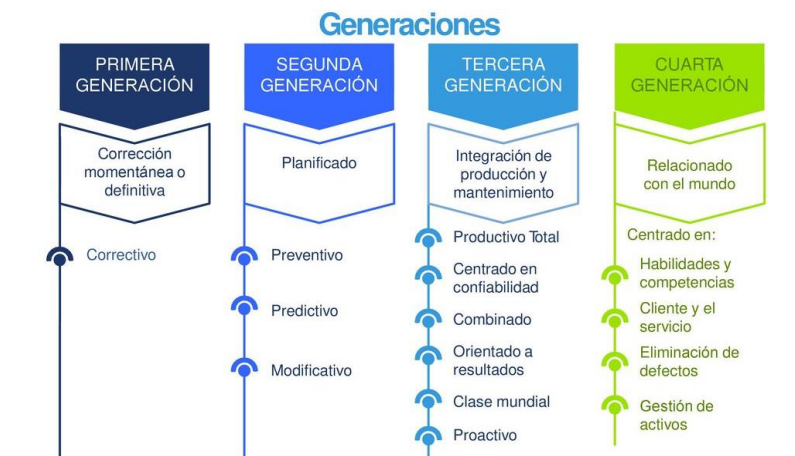 Generaciones
PRIMERA
GENERACIÓN
Corrección
momentánea o
definitiva
Correctivo
SEGUNDA
GENERACIÓN
Planificado
Preventivo
Predictivo
Modificativo
TERCERA
GENERACIÓN
Integración de
producción y
mantenimiento
Productivo Total
Centrado en
confiabilidad
Combinado
Orientado a
resultados
Clase mundial
Proactivo
CUARTA
GENERACIÓN
Relacionado
con el mundo
Centrado en:
Habilidades y
competencias
Cliente y el
servicio
Eliminación de
defectos
Gestión de
activos